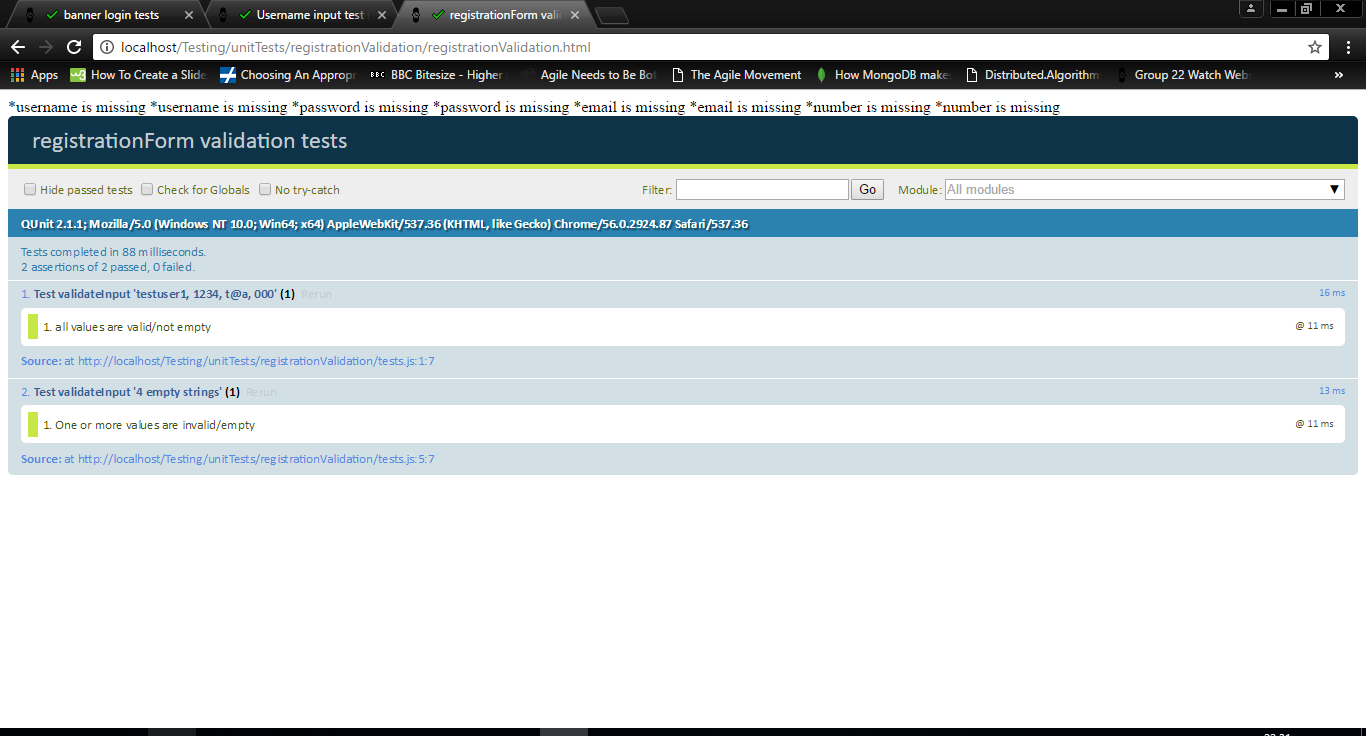 banner login tests
Username input test
registrationForm vali
localhost/Testing/unitTests/registrationValidation/registrationValidation.html
Apps How To Create a Slide Choosing An Appropr BBC BBC Bitesize - Higher Agile Needs to Be Bo The Agile Movement How MongoDB make Distributed.Algorithm Group 22 Watch Webs »
*username is missing *username is missing *password is missing *password is missing *email is missing *email is missing *number is missing *number is missing
registrationForm validation tests
Hide passed tests Check for Globals No try-catch Filter: Go Module: All modules
QUnit 2.1.1; Mozilla/5.0 (Windows NT 10.0; Win64; x64) AppleWebKit/537.36 (KHTML, like Gecko) Chrome/56.0.2924.87 Safari/537.36
Tests completed in 88 milliseconds.
2 assertions of 2 passed, 0 failed.
1. Test validateInput 'testuser1, 1234, t@a, 000' (1) Rerun 16 ms
1. all values are valid/not empty @ 11 ms
Source: at http://localhost/Testing/unitTests/registrationValidation/tests.js:1:7
2. Test validateInput '4 empty strings' (1) Rerun 13 ms
1. One or more values are invalid/empty @ 11 ms
Source: at http://localhost/Testing/unitTests/registrationValidation/tests.js:5:7